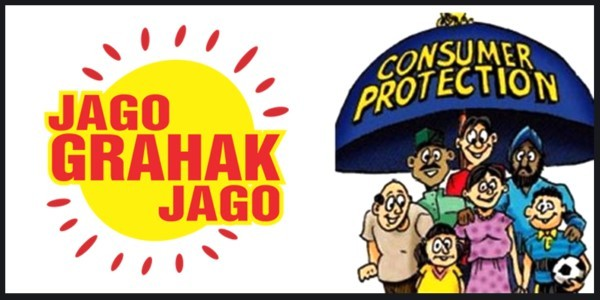 JAGO
GRAHAK
JAGO
CONSUMER
PROTECTION